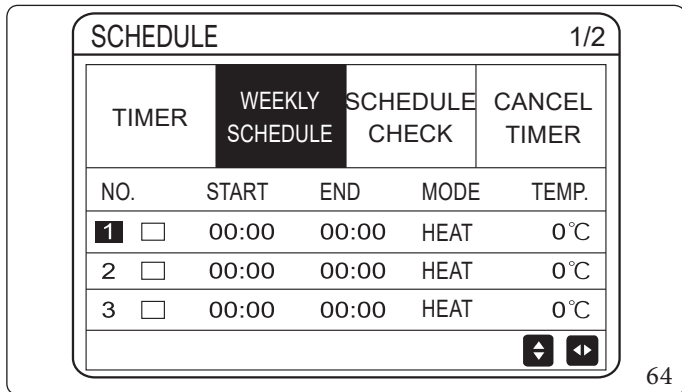 SCHEDULE 1/2
TIMER WEEKLY SCHEDULE SCHEDULE CHECK CANCEL TIMER
NO. START END MODE TEMP.
1 00:00 00:00 HEAT 0℃
2 00:00 00:00 HEAT 0℃
3 00:00 00:00 HEAT 0℃
64